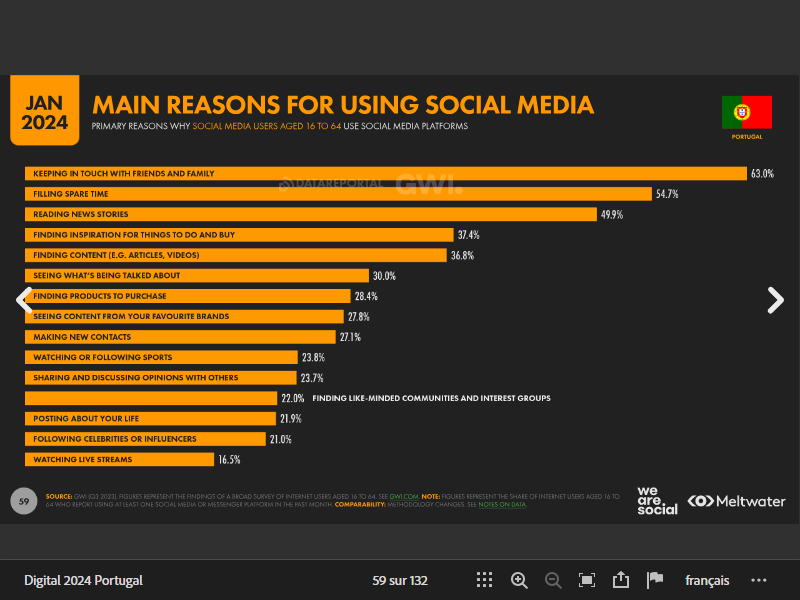 JAN
2024
MAIN REASONS FOR USING SOCIAL MEDIA
PRIMARY REASONS WHY SOCIAL MEDIA USERS AGED 16 TO 64 USE SOCIAL MEDIA PLATFORMS
PORTUGAL
DATAREPORTAL GWI.
KEEPING IN TOUCH WITH FRIENDS AND FAMILY 63.0%
FILLING SPARE TIME 54.7%
READING NEWS STORIES 49.9%
FINDING INSPIRATION FOR THINGS TO DO AND BUY 37.4%
FINDING CONTENT (E.G. ARTICLES, VIDEOS) 36.8%
SEEING WHAT'S BEING TALKED ABOUT 30.0%
FINDING PRODUCTS TO PURCHASE 28.4%
SEEING CONTENT FROM YOUR FAVOURITE BRANDS 27.8%
MAKING NEW CONTACTS 27.1%
WATCHING OR FOLLOWING SPORTS 23.8%
SHARING AND DISCUSSING OPINIONS WITH OTHERS 23.7%
22.0% FINDING LIKE-MINDED COMMUNITIES AND INTEREST GROUPS
POSTING ABOUT YOUR LIFE 21.9%
FOLLOWING CELEBRITIES OR INFLUENCERS 21.0%
WATCHING LIVE STREAMS 16.5%
59
SOURCE: GWI (Q3 2023). FIGURES REPRESENT THE FINDINGS OF A BROAD SURVEY OF INTERNET USERS AGED 16 TO 64. SEE GWI.COM. NOTE: FIGURES REPRESENT THE SHARE OF INTERNET USERS AGED 16 TO
64 WHO REPORT USING AT LEAST ONE SOCIAL MEDIA OR MESSENGER PLATFORM IN THE PAST MONTH. COMPARABILITY: METHODOLOGY CHANGES. SEE NOTES ON DATA.
we
are.
social
Meltwater
Digital 2024 Portugal
59 sur 132
français